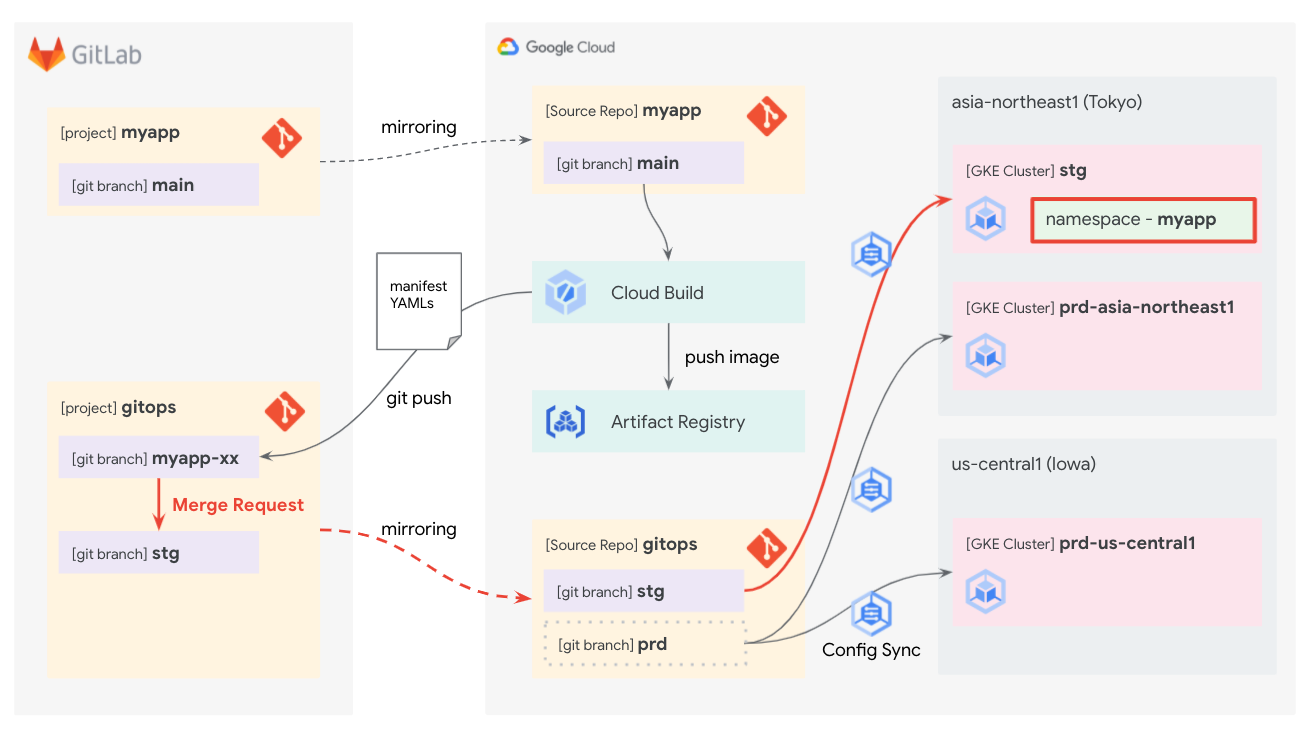 GitLab
[project] myapp
[git branch] main
mirroring
manifest
YAMLs
git push
[project] gitops
[git branch] myapp-xx
Merge Request
[git branch] stg
mirroring
Google Cloud
[Source Repo] myapp
[git branch] main
Cloud Build
push image
Artifact Registry
[Source Repo] gitops
[git branch] stg
[git branch] prd
Config Sync
asia-northeast1 (Tokyo)
[GKE Cluster] stg
namespace - myapp
[GKE Cluster] prd-asia-northeast1
us-central1 (Iowa)
[GKE Cluster] prd-us-central1